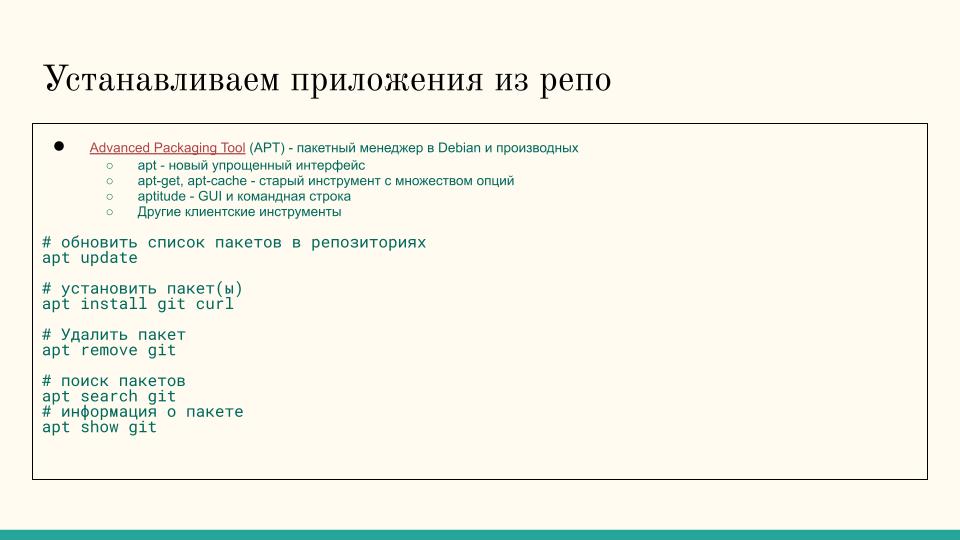 Устанавливаем приложения из репо
● Advanced Packaging Tool (APT) - пакетный менеджер в Debian и производных
○ apt - новый упрощенный интерфейс
○ apt-get, apt-cache - старый инструмент с множеством опций
○ aptitude - GUI и командная строка
○ Другие клиентские инструменты
# обновить список пакетов в репозиториях
apt update
# установить пакет(ы)
apt install git curl
# Удалить пакет
apt remove git
# поиск пакетов
apt search git
# информация о пакете
apt show git